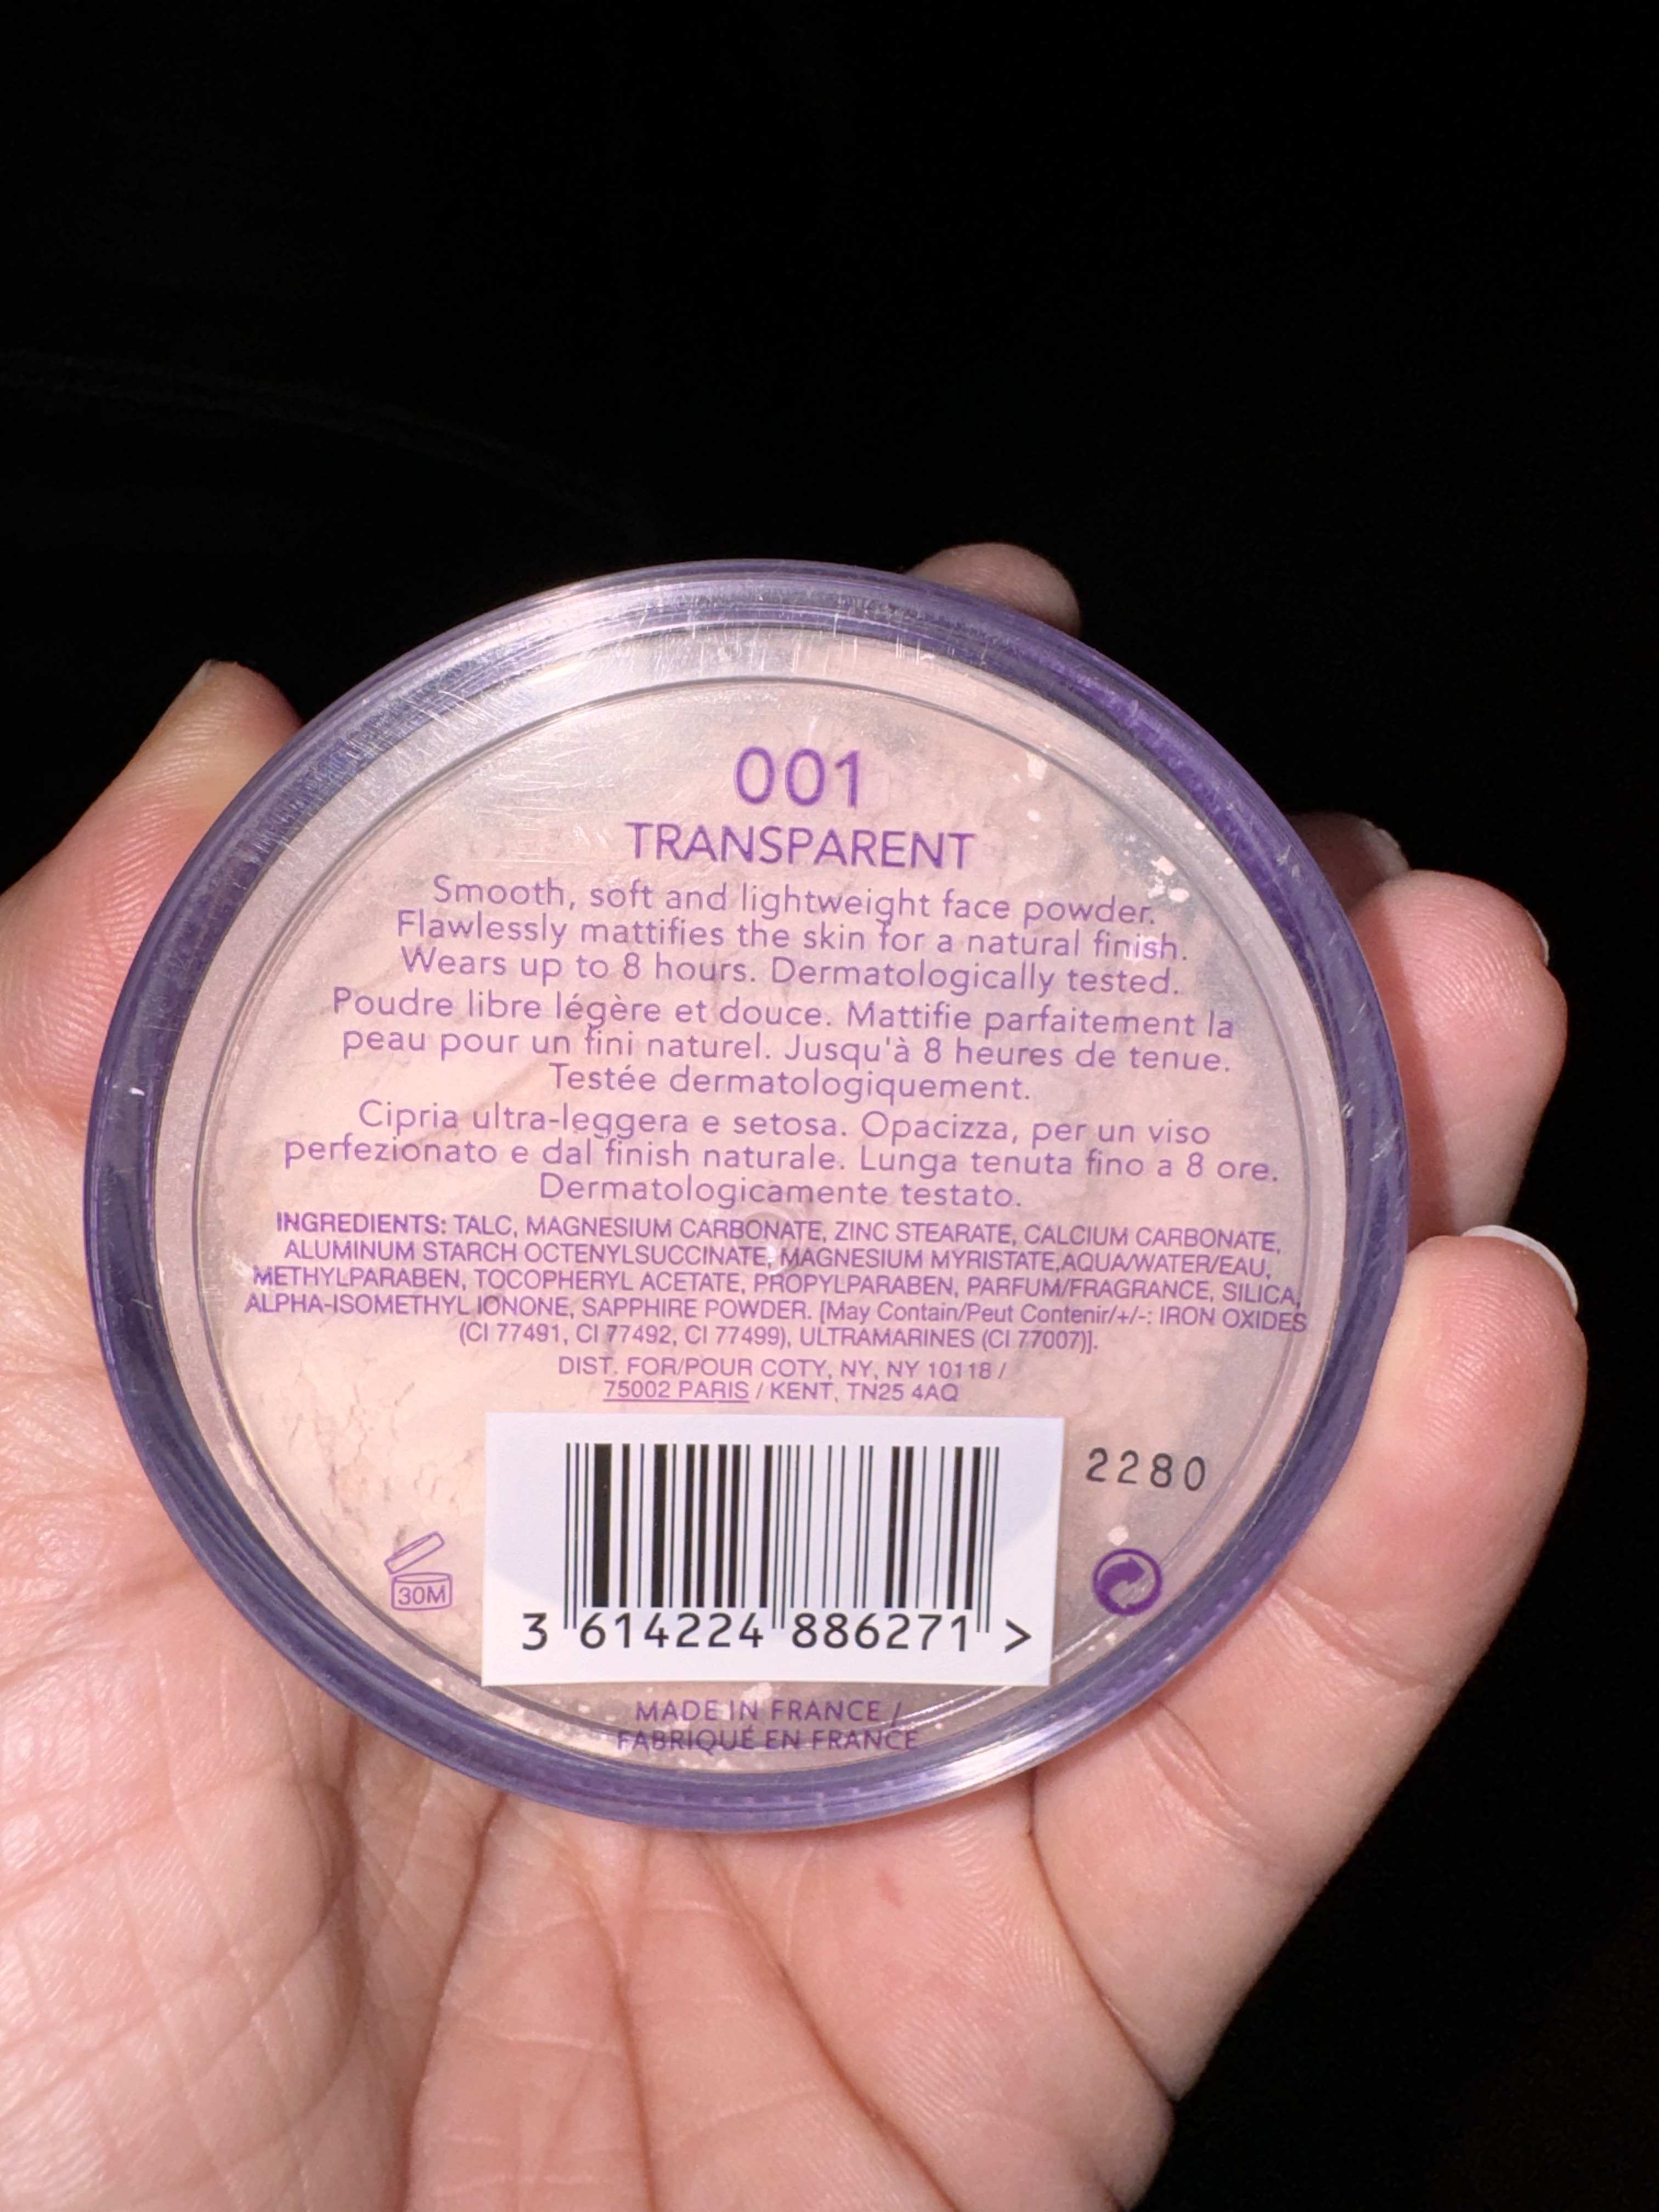 001
TRANSPARENT
Smooth, soft and lightweight face powder.
Flawlessly mattifies the skin for a natural finish.
Wears up to 8 hours. Dermatologically tested.
Poudre libre légère et douce. Mattifie parfaitement la
peau pour un fini naturel. Jusqu'à 8 heures de tenue.
Testée dermatologiquement.
Cipria ultra-leggera e setosa. Opacizza, per un viso
perfezionato e dal finish naturale. Lunga tenuta fino a 8 ore.
Dermatologicamente testato.
INGREDIENTS: TALC, MAGNESIUM CARBONATE, ZINC STEARATE, CALCIUM CARBONATE,
ALUMINUM STARCH OCTENYLSUCCINATE, MAGNESIUM MYRISTATE,AQUA/WATER/EAU,
METHYLPARABEN, TOCOPHERYL ACETATE, PROPYLPARABEN, PARFUM/FRAGRANCE, SILICA,
ALPHA-ISOMETHYL IONONE, SAPPHIRE POWDER. [May Contain/Peut Contenir/+/-: IRON OXIDES
(CI 77491, CI 77492, CI 77499), ULTRAMARINES (CI 77007)].
DIST. FOR/POUR COTY, NY, NY 10118 /
75002 PARIS / KENT, TN25 4AQ
2280
30M
3 614224 886271 >
MADE IN FRANCE /
FABRIQUÉ EN FRANCE